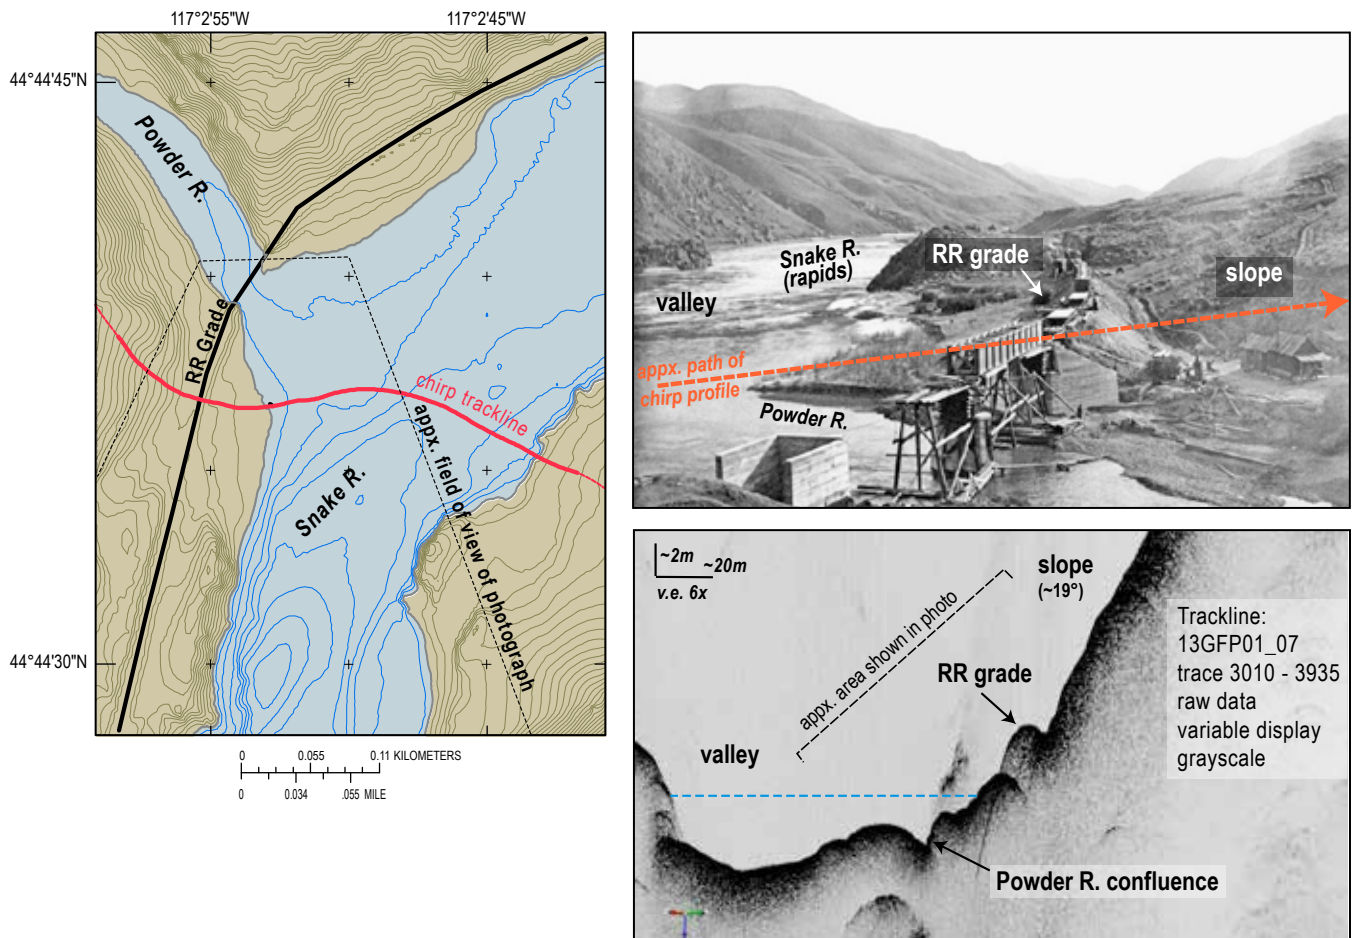 117°2'55"W
117°2'45"W
44°44'45"N
44°44'30"N
Powder R.
RR Grade
chirp trackline
appx. field of view of photograph
Snake R.
0 0.055 0.11 KILOMETERS
0 0.034 .055 MILE
Snake R.
(rapids)
RR grade
slope
valley
appx. path of
chirp profile
Powder R.
~2m
~20m
v.e. 6x
slope
(~19°)
appx. area shown in photo
RR grade
valley
Powder R. confluence
Trackline:
13GFP01_07
trace 3010 - 3935
raw data
variable display
grayscale